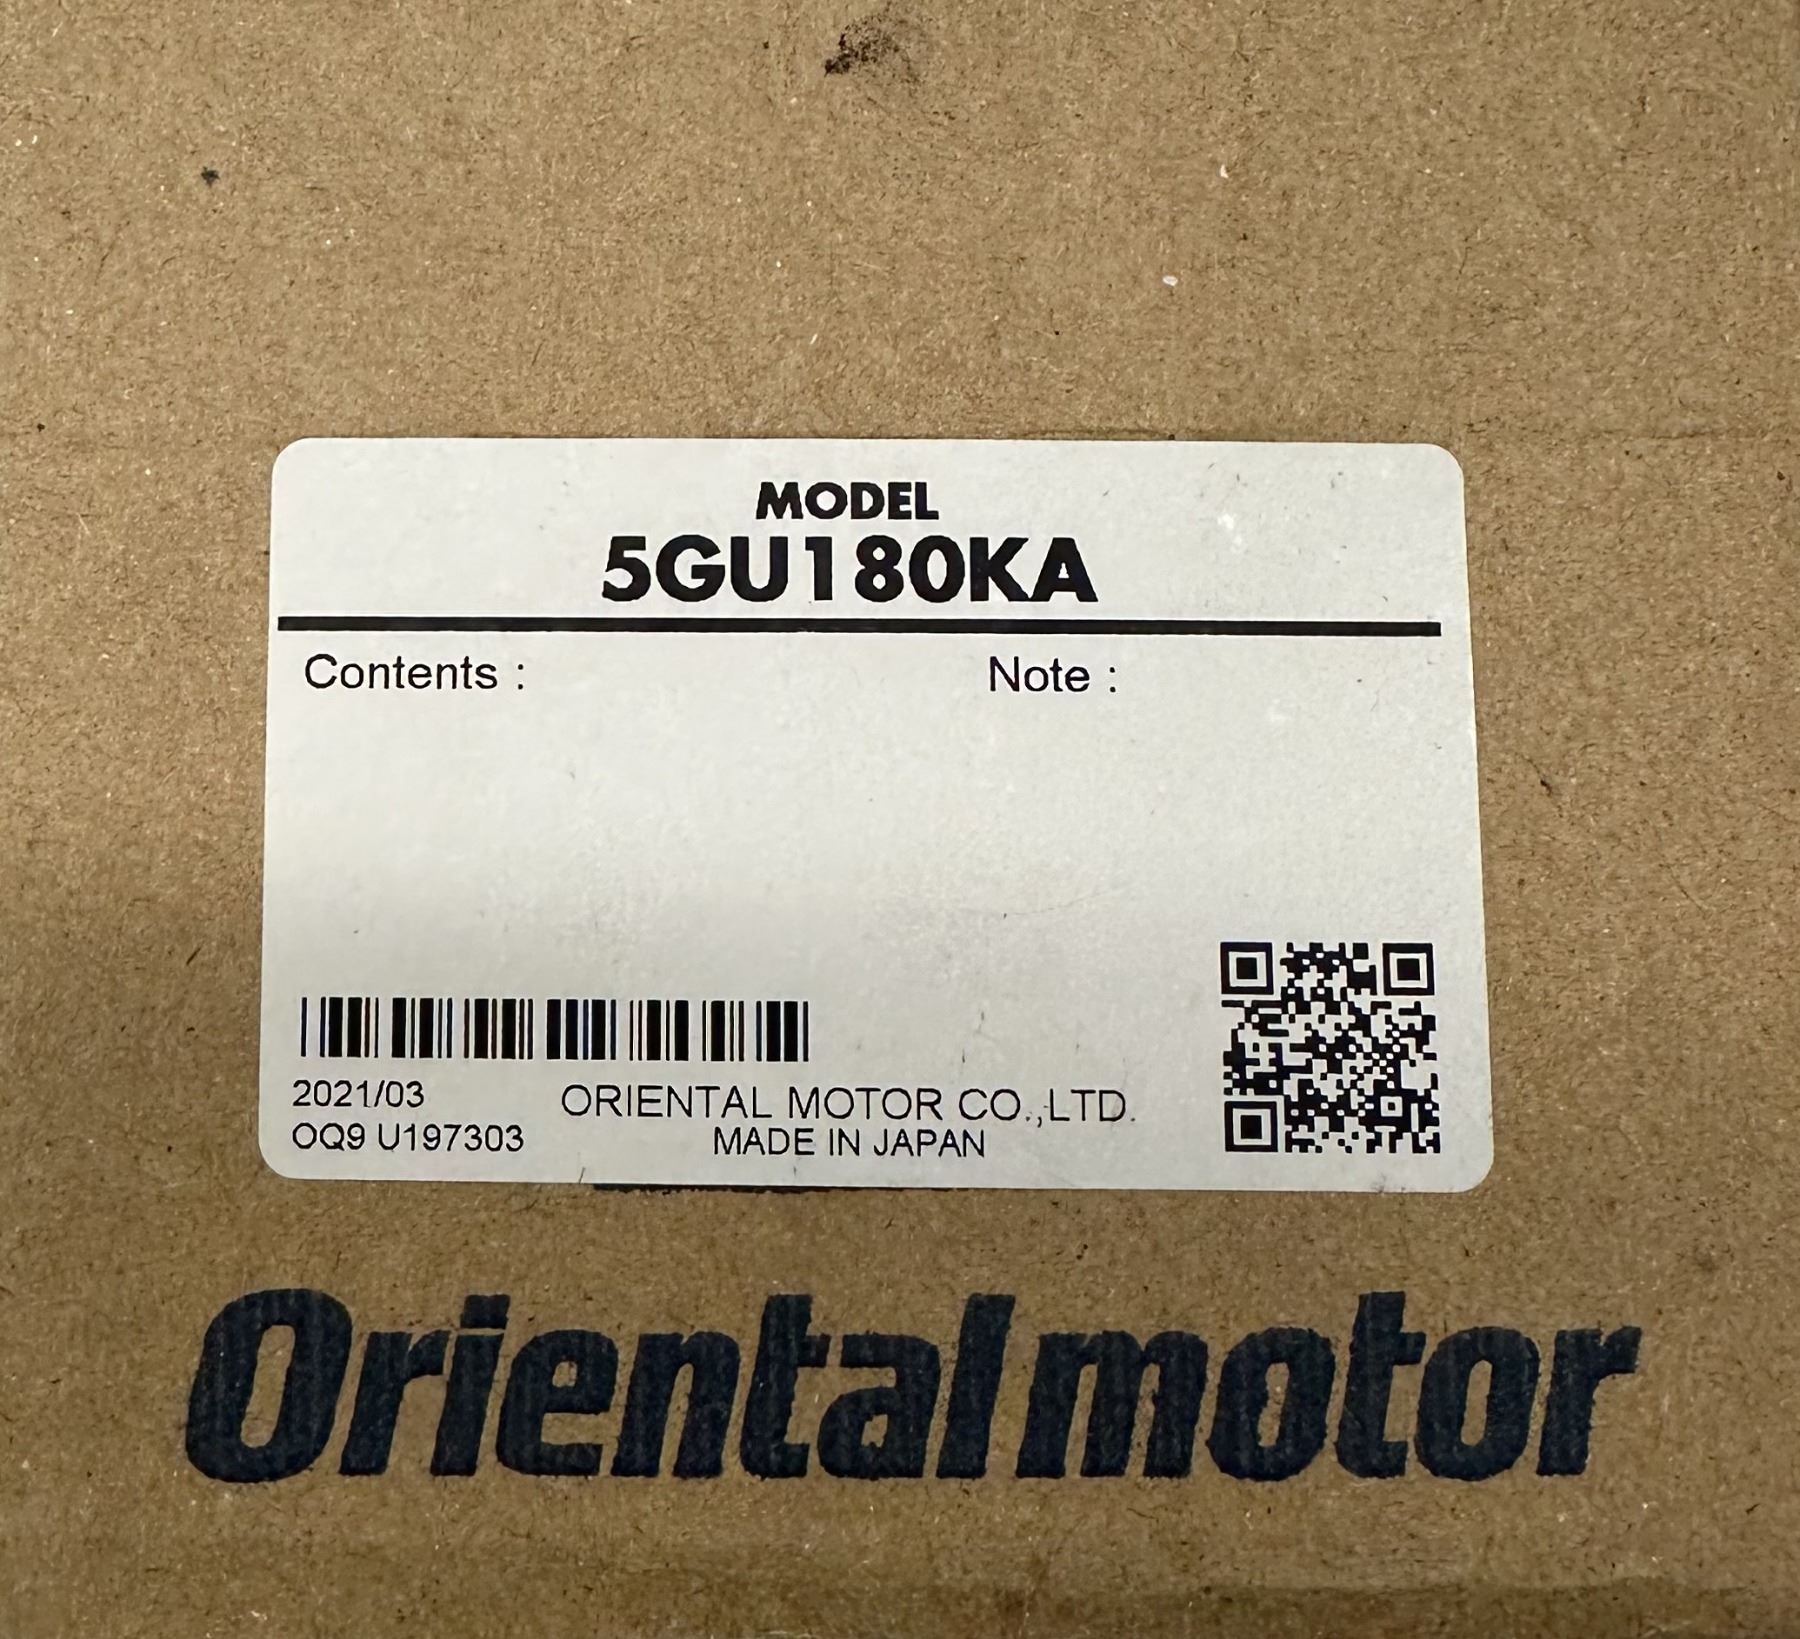 MODEL
5GU180KA
Contents : Note :
2021/03 ORIENTAL MOTOR CO.,LTD.
OQ9 U197303 MADE IN JAPAN
Orientalmotor